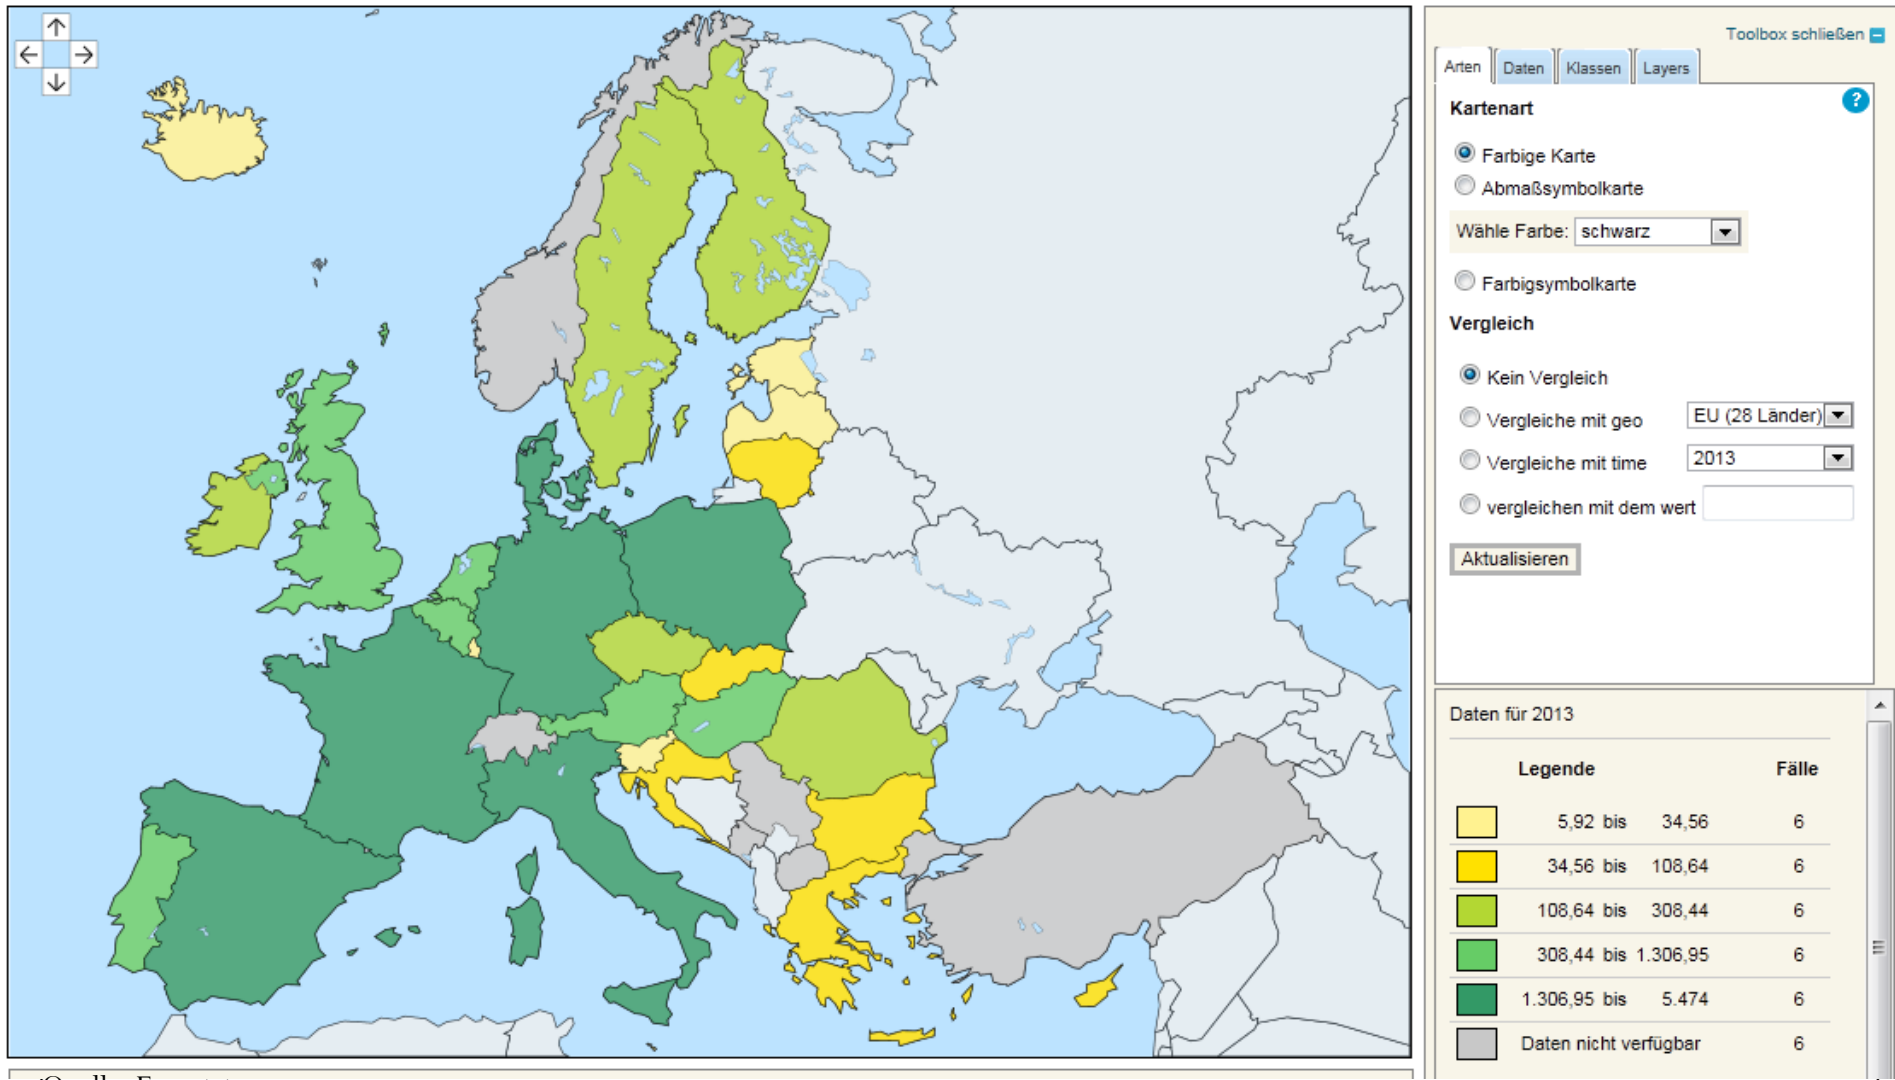 Toolbox schließen
Arten Daten Klassen Layers
Kartenart
?
Farbige Karte
Abmaßsymbolkarte
Wähle Farbe: schwarz
Farbigsymbolkarte
Vergleich
Kein Vergleich
Vergleiche mit geo EU (28 Länder)
Vergleiche mit time 2013
vergleichen mit dem wert
Aktualisieren
Daten für 2013
Legende Fälle
5,92 bis 34,56 6
34,56 bis 108,64 6
108,64 bis 308,44 6
308,44 bis 1.306,95 6
1.306,95 bis 5.474 6
Daten nicht verfügbar 6